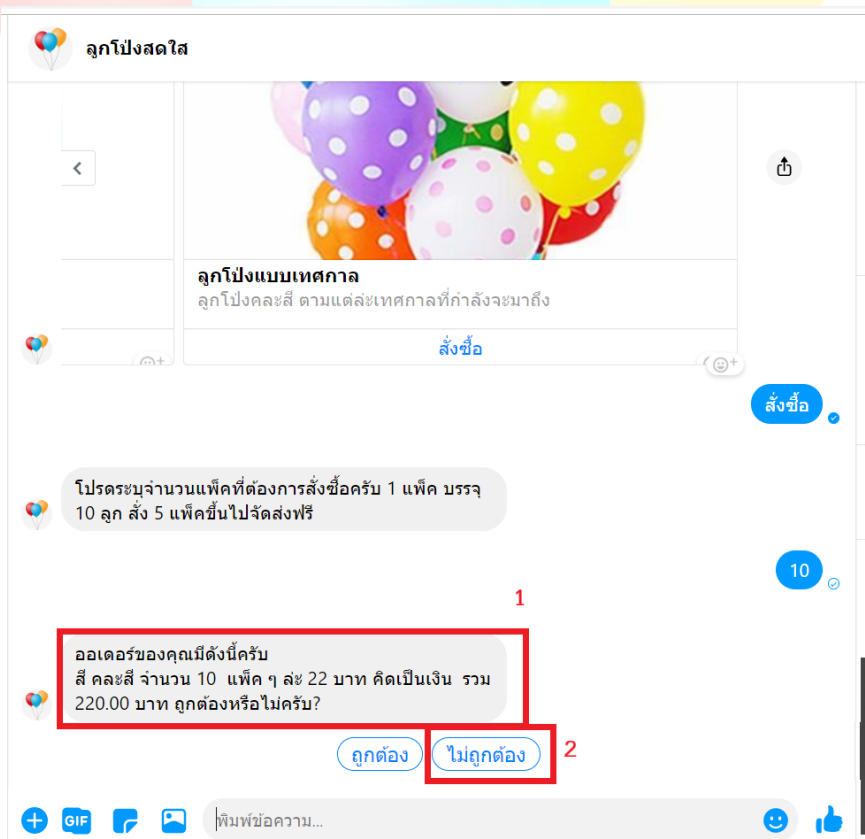 ลูกโป่งสดใส
ลูกโป่งแบบเทศกาล
ลูกโป่งคละสี ตามแต่ล่ะเทศกาลที่กำลังจะมาถึง
สั่งซื้อ
สั่งซื้อ
โปรดระบุจำนวนแพ็คที่ต้องการสั่งซื้อครับ 1 แพ็ค บรรจุ
10 ลูก สั่ง 5 แพ็คขึ้นไปจัดส่งฟรี
10
1
ออเดอร์ของคุณมีดังนี้ครับ
สี คละสี จำนวน 10 แพ็ค ๆ ล่ะ 22 บาท คิดเป็นเงิน รวม
220.00 บาท ถูกต้องหรือไม่ครับ?
ถูกต้อง
ไม่ถูกต้อง
2
GIF
พิมพ์ข้อความ...